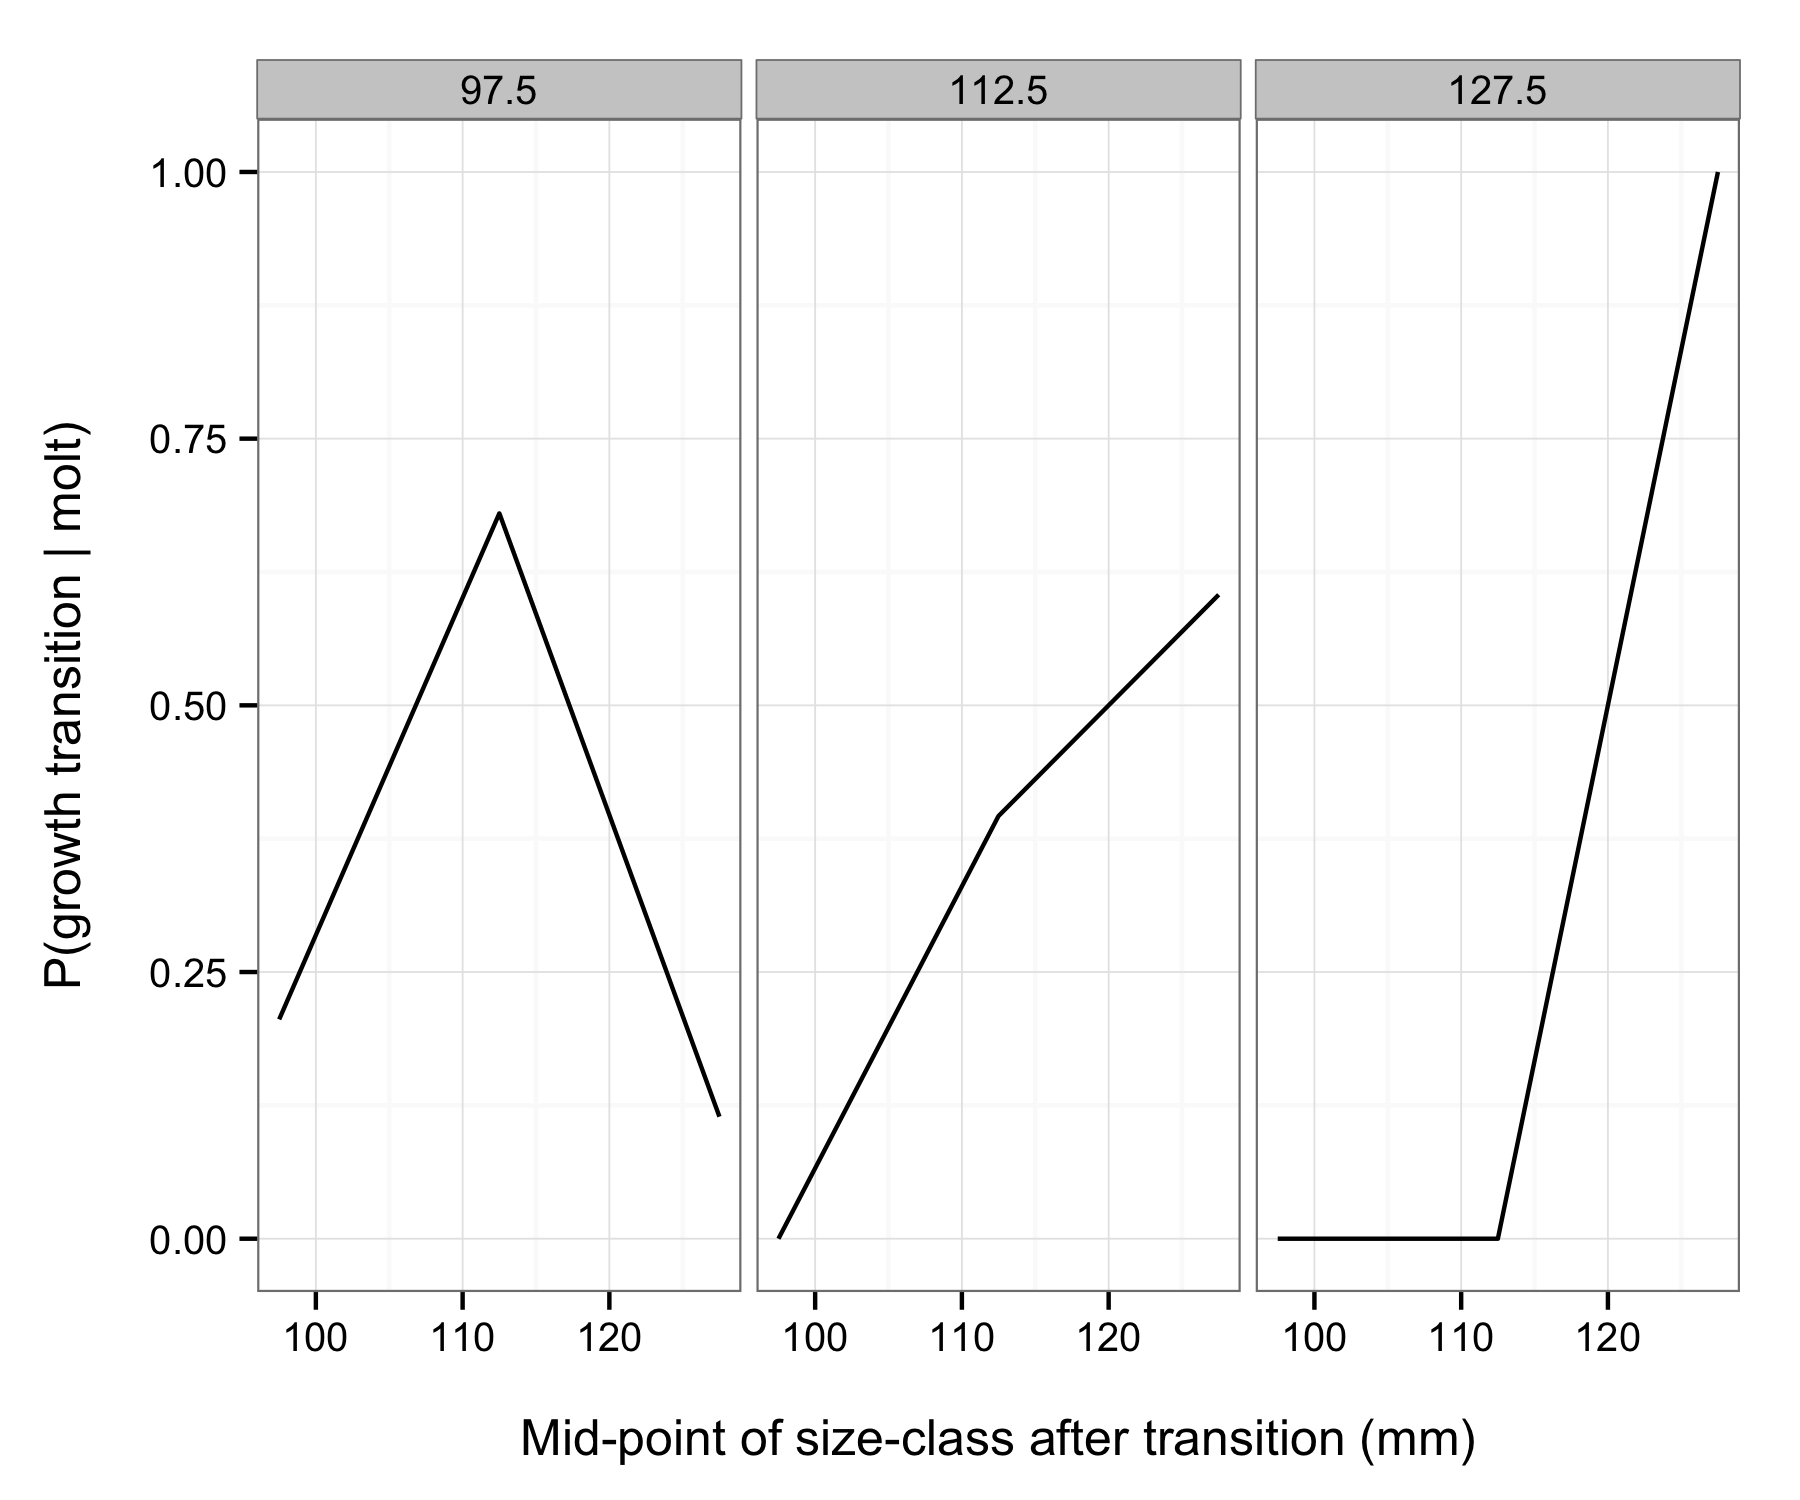 97.5 112.5 127.5
1.00
0.75
0.50
0.25
0.00
P(growth transition | molt)
100 110 120 100 110 120 100 110 120
Mid-point of size-class after transition (mm)